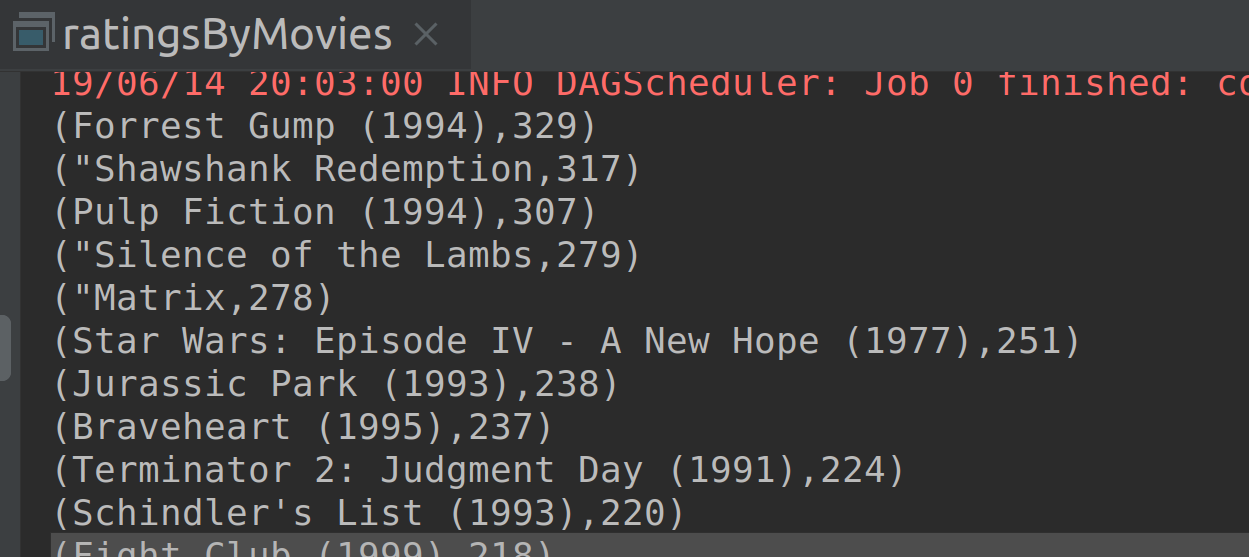 ratingsByMovies
19/06/14 20:03:00 INFO DAGScheduler: Job 0 finished: co
(Forrest Gump (1994),329)
("Shawshank Redemption,317)
(Pulp Fiction (1994),307)
("Silence of the Lambs,279)
("Matrix,278)
(Star Wars: Episode IV - A New Hope (1977),251)
(Jurassic Park (1993),238)
(Braveheart (1995),237)
(Terminator 2: Judgment Day (1991),224)
(Schindler's List (1993),220)
(Fight Club (1999),218)